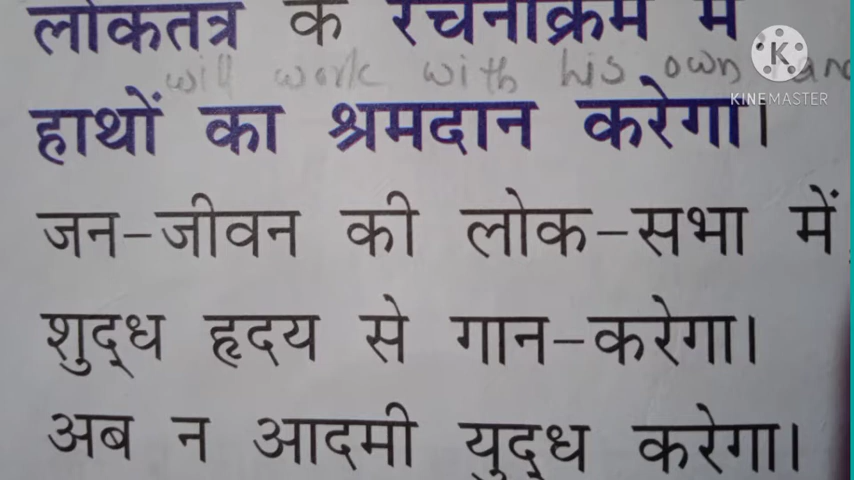 लोकतंत्र के रचनाक्रम में
will work with his own
हाथों का श्रमदान करेगा।
जन-जीवन की लोक-सभा में
शुद्ध हृदय से गान-करेगा।
अब न आदमी युद्ध करेगा।
KINEMASTER